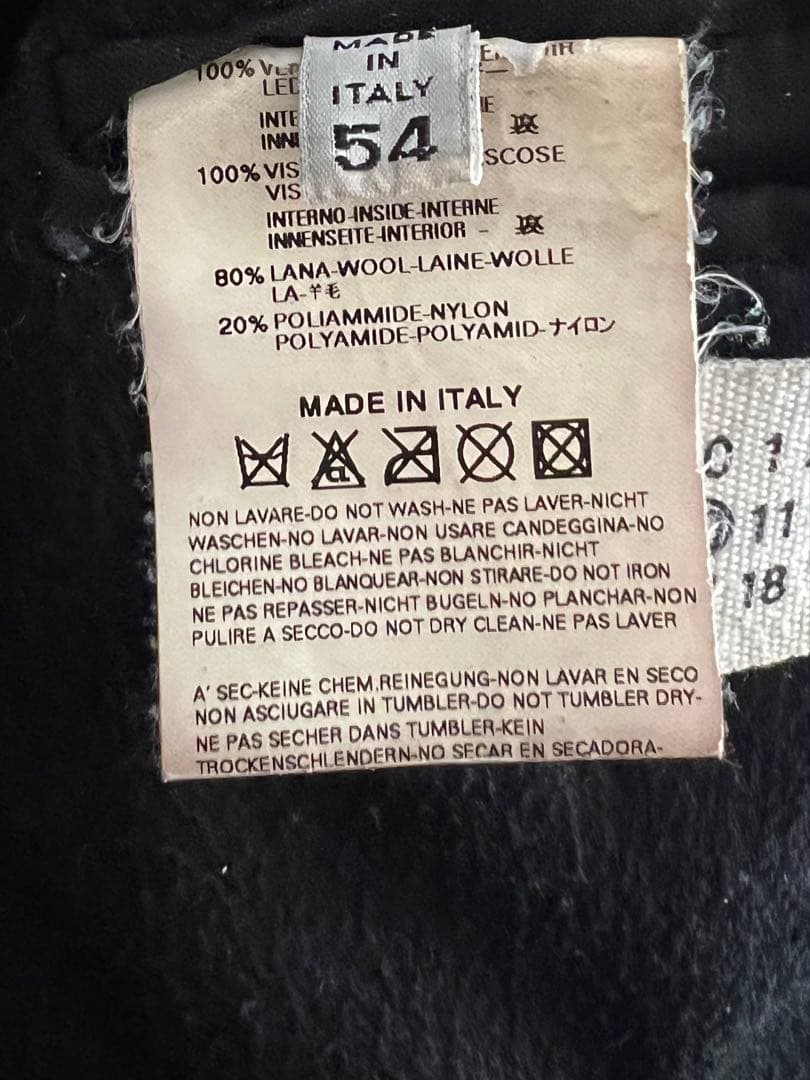 MADE
IN
ITALY
54
100%
100% VIS SCOSE
VIS
INTERNO-INSIDE-INTERNE
INNENSEITE-INTERIOR -
80% LANA-WOOL-LAINE-WOLLE
LA-羊毛
20% POLIAMMIDE-NYLON
POLYAMIDE-POLYAMID-ナイロン
MADE IN ITALY
NON LAVARE-DO NOT WASH-NE PAS LAVER-NICHT
WASCHEN-NO LAVAR-NON USARE CANDEGGINA-NO
CHLORINE BLEACH-NE PAS BLANCHIR-NICHT
BLEICHEN-NO BLANQUEAR-NON STIRARE-DO NOT IRON
NE PAS REPASSER-NICHT BUGELN-NO PLANCHAR-NON
PULIRE A SECCO-DO NOT DRY CLEAN-NE PAS LAVER
A' SEC-KEINE CHEM.REINEGUNG-NON LAVAR EN SECO
NON ASCIUGARE IN TUMBLER-DO NOT TUMBLER DRY-
NE PAS SECHER DANS TUMBLER-KEIN
TROCKENSCHLENDERN-NO SECAR EN SECADORA-
0 1
11
18